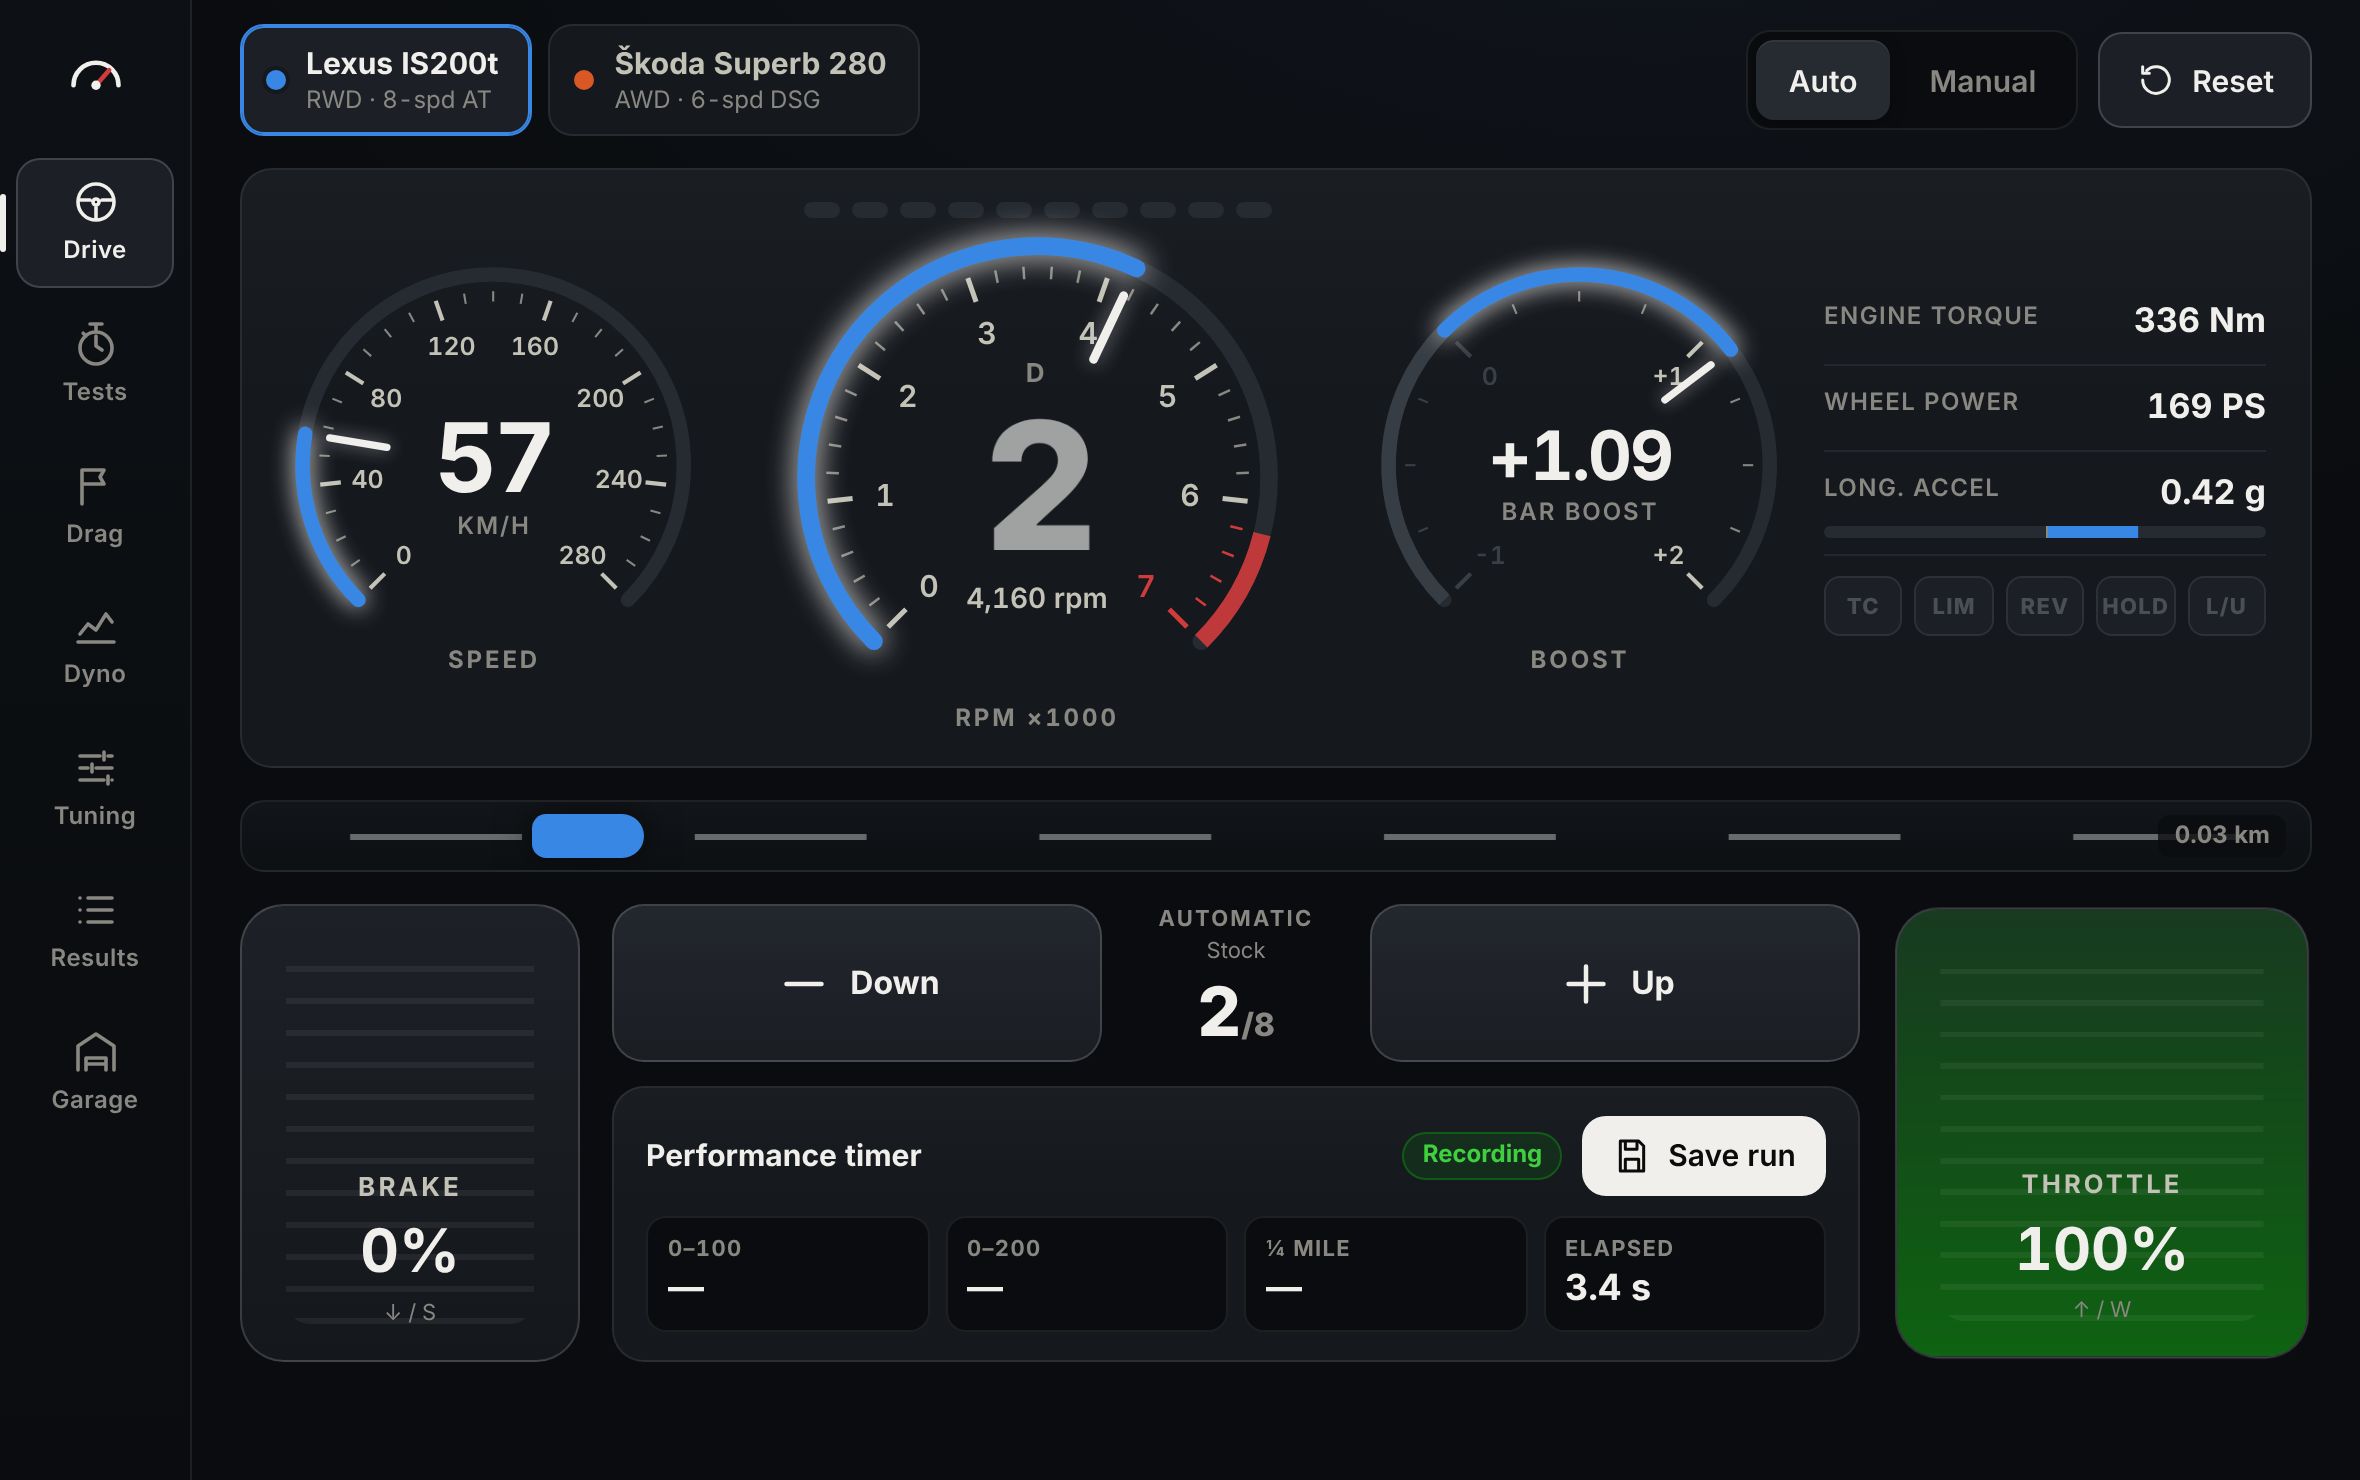 Lexus IS200t
RWD · 8-spd AT
Škoda Superb 280
AWD · 6-spd DSG
Auto
Manual
Reset
Drive
Tests
Drag
Dyno
Tuning
Results
Garage
0
40
80
120
160
200
240
280
57
KM/H
SPEED
0
1
2
3
4
5
6
7
D
2
4,160 rpm
RPM ×1000
-1
0
+1
+2
+1.09
BAR BOOST
BOOST
ENGINE TORQUE 336 Nm
WHEEL POWER 169 PS
LONG. ACCEL 0.42 g
TC LIM REV HOLD L/U
0.03 km
BRAKE
0%
↓ / S
Down
AUTOMATIC
Stock
2/8
Up
Performance timer
Recording
Save run
0–100
—
0–200
—
¼ MILE
—
ELAPSED
3.4 s
THROTTLE
100%
↑ / W